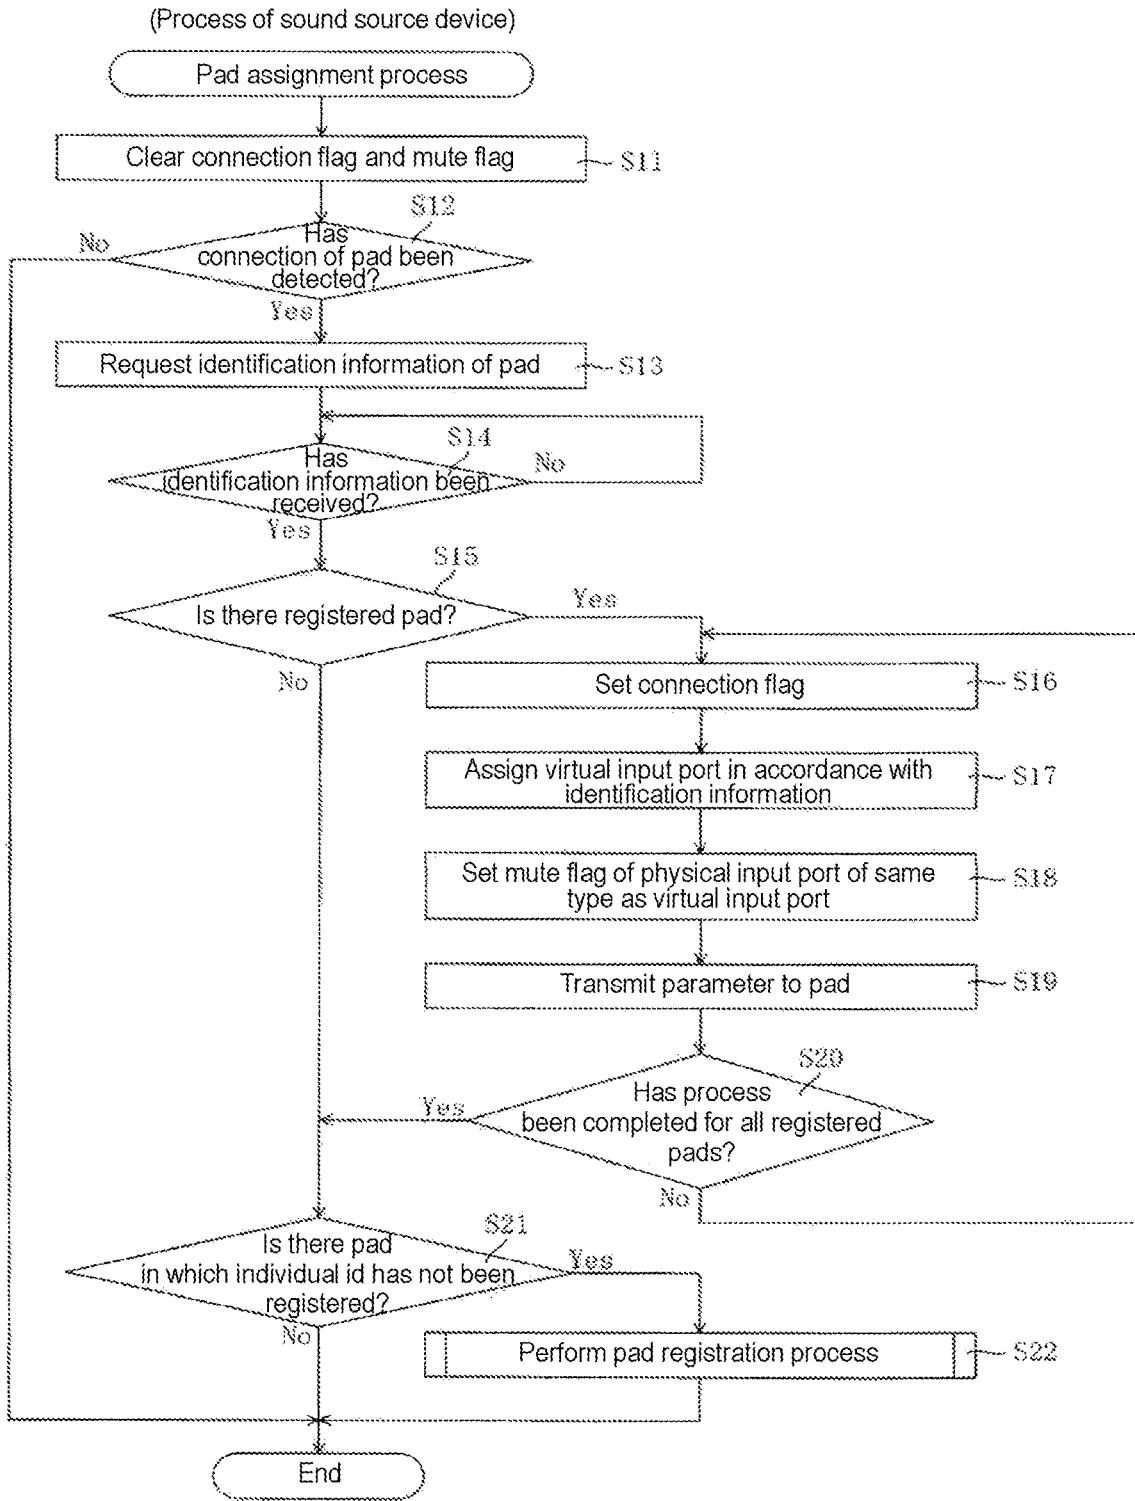 (Process of sound source device)
Pad assignment process
Clear connection flag and mute flag
S11
S12
No
Has
connection of pad been
detected?
Yes
Request identification information of pad
S13
S14
Has
identification information been
received?
No
Yes
S15
Is there registered pad?
Yes
No
Set connection flag
S16
Assign virtual input port in accordance with
identification information
S17
Set mute flag of physical input port of same
type as virtual input port
S18
Transmit parameter to pad
S19
S20
Has process
been completed for all registered
pads?
Yes
No
S21
Is there pad
in which individual id has not been
registered?
Yes
No
Perform pad registration process
S22
End